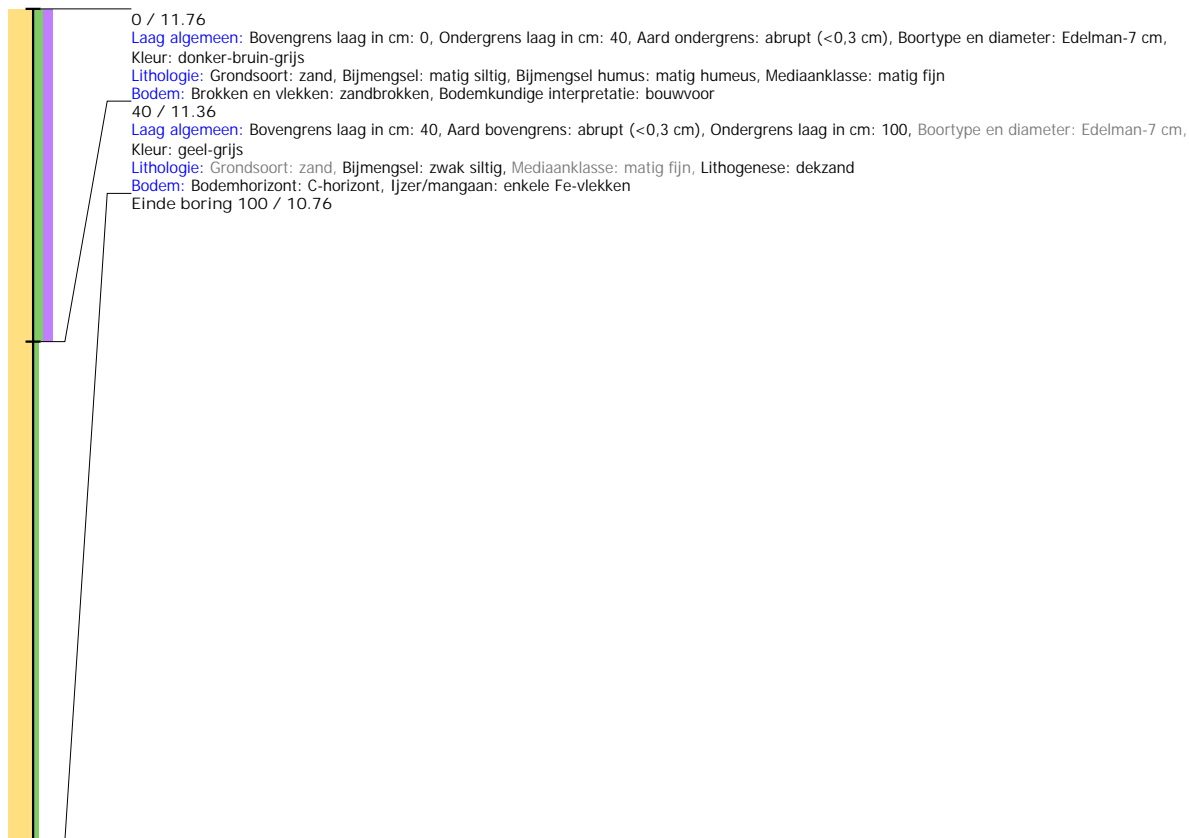 0 / 11.76
Laag algemeen: Bovengrens laag in cm: 0, Ondergrens laag in cm: 40, Aard ondergrens: abrupt (<0,3 cm), Boortype en diameter: Edelman-7 cm,
Kleur: donker-bruin-grijs
Lithologie: Grondsoort: zand, Bijmengsel: matig siltig, Bijmengsel humus: matig humeus, Mediaanklasse: matig fijn
Bodem: Brokken en vlekken: zandbrokken, Bodemkundige interpretatie: bouwvoor
40 / 11.36
Laag algemeen: Bovengrens laag in cm: 40, Aard bovengrens: abrupt (<0,3 cm), Ondergrens laag in cm: 100, Boortype en diameter: Edelman-7 cm,
Kleur: geel-grijs
Lithologie: Grondsoort: zand, Bijmengsel: zwak siltig, Mediaanklasse: matig fijn, Lithogenese: dekzand
Bodem: Bodemhorizont: C-horizont, Ijzer/mangaan: enkele Fe-vlekken
Einde boring 100 / 10.76